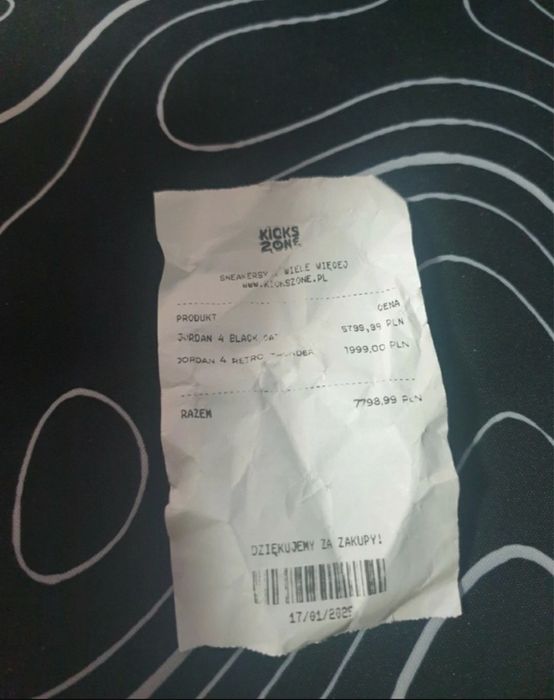 KICKS
ZONE
SNEAKERSY I WIELE WIĘCEJ
WWW.KICKSZONE.PL
PRODUKT CENA
JORDAN 4 BLACK CAT 5799,99 PLN
JORDAN 4 RETRO THUNDER 1999,00 PLN
RAZEM 7798,99 PLN
DZIĘKUJEMY ZA ZAKUPY!
17/01/2025